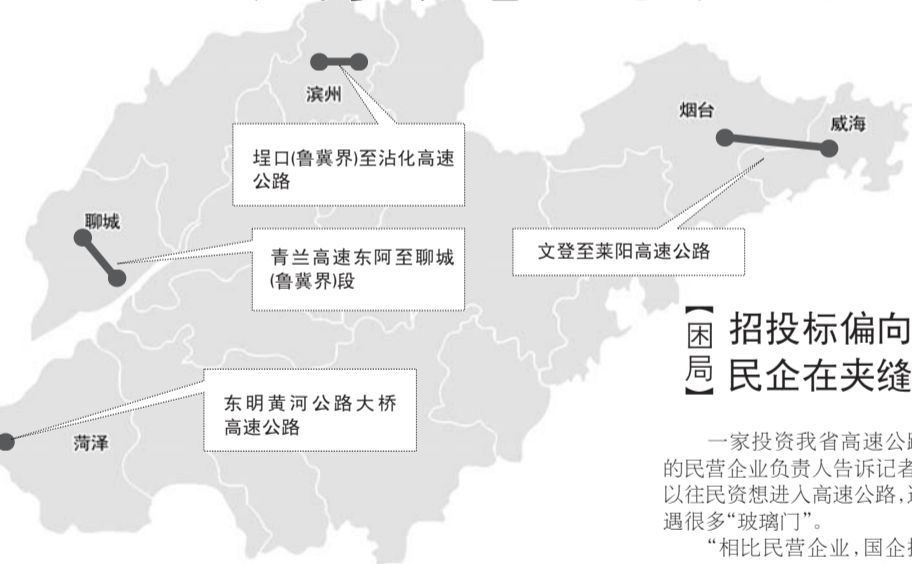 滨州
埕口(鲁冀界)至沾化高速
公路
烟台
威海
聊城
青兰高速东阿至聊城
(鲁冀界)段
文登至莱阳高速公路
东明黄河公路大桥
高速公路
菏泽
【困局】
招投标偏向
民企在夹缝
一家投资我省高速公路
的民营企业负责人告诉记者
以往民资想进入高速公路,
遇很多“玻璃门”。
“相比民营企业,国企